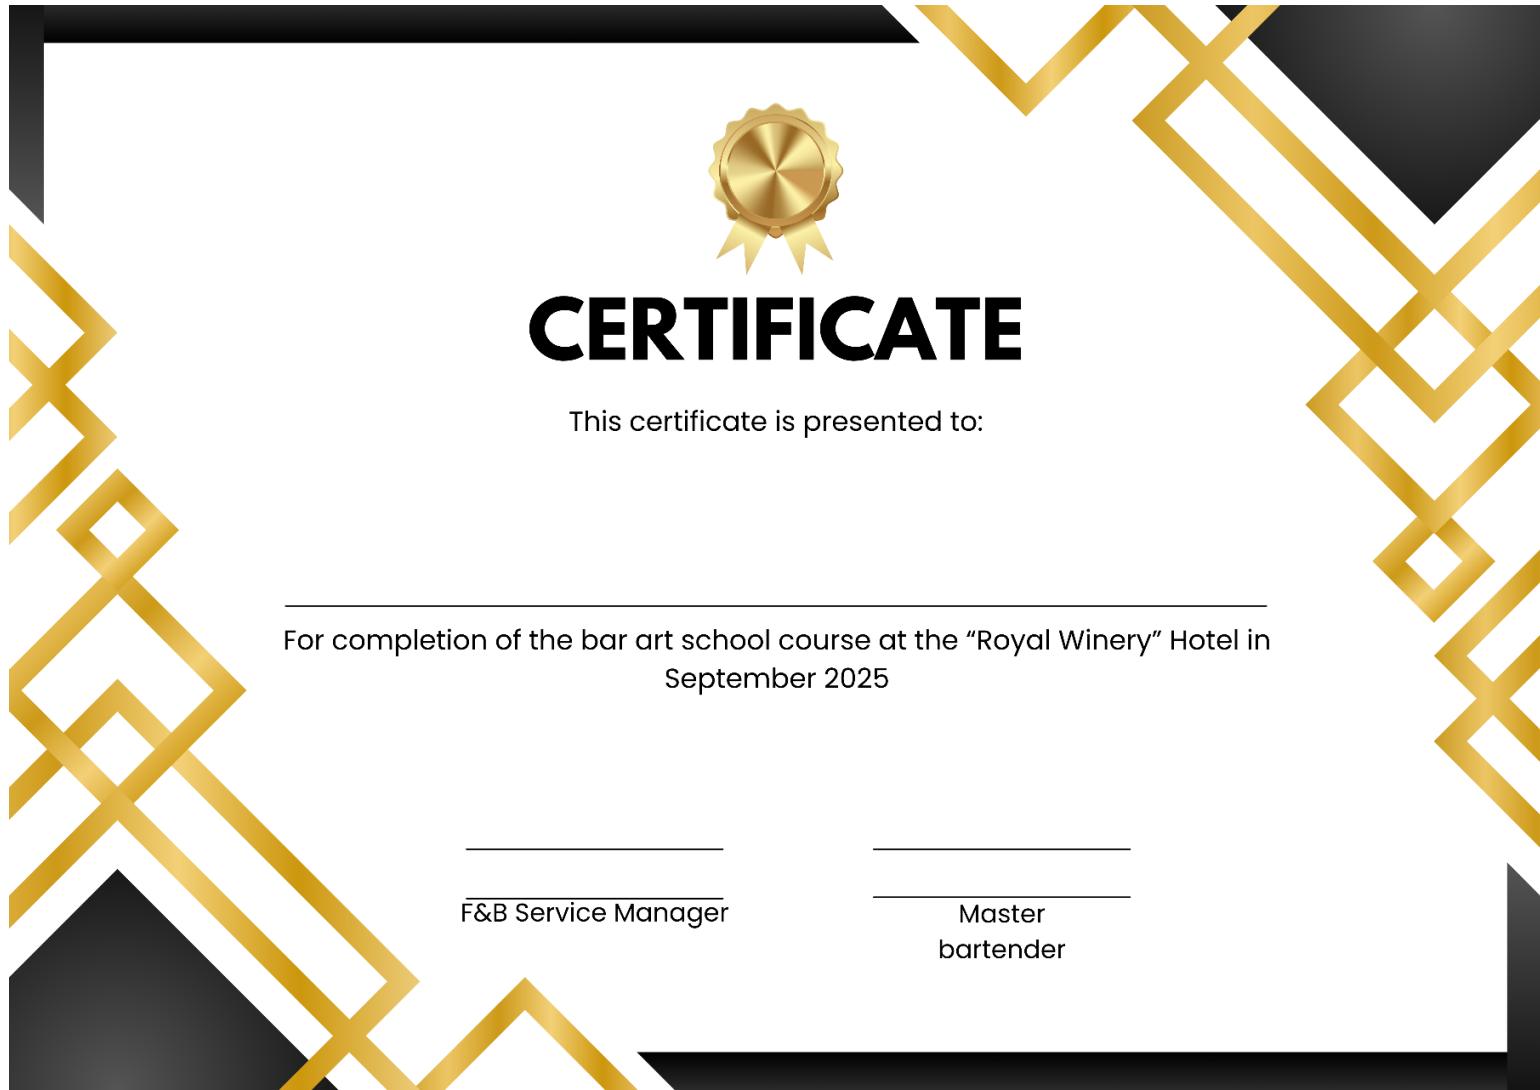 CERTIFICATE
This certificate is presented to:
For completion of the bar art school course at the “Royal Winery” Hotel in
September 2025
F&B Service Manager
Master
bartender